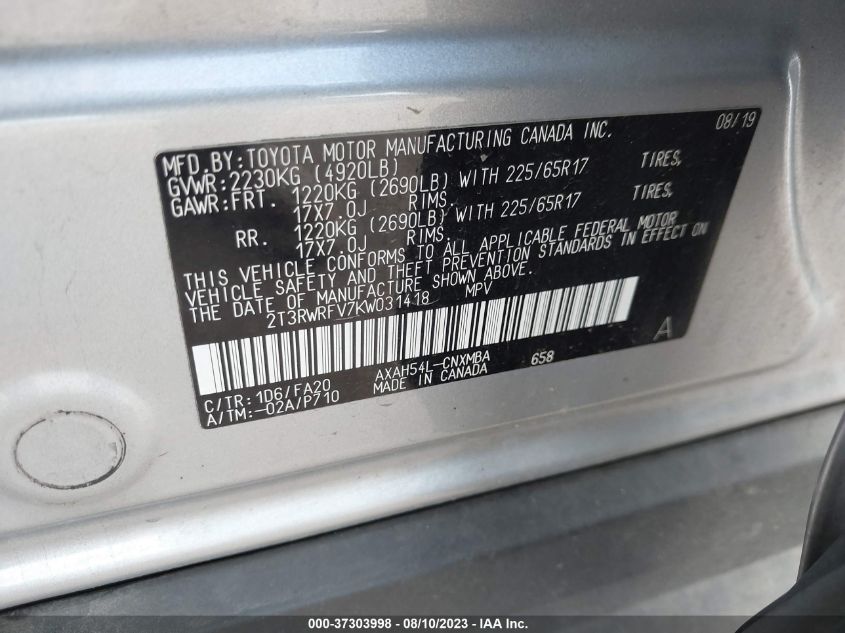 08/19
MFD. BY: TOYOTA MOTOR MANUFACTURING CANADA INC.
GVWR: 2230KG (4920LB)
GAWR: FRT. 1220KG (2690LB) WITH 225/65R17 TIRES,
17X7.0J RIMS.
RR. 1220KG (2690LB) WITH 225/65R17 TIRES,
17X7.0J RIMS.
THIS VEHICLE CONFORMS TO ALL APPLICABLE FEDERAL MOTOR
VEHICLE SAFETY AND THEFT PREVENTION STANDARDS IN EFFECT ON
THE DATE OF MANUFACTURE SHOWN ABOVE.
2T3RWRFV7KW031418 MPV
A
C/TR: 1D6/FA20 AXAH54L-CNXMBA 658
A/TM: -02A/P710 MADE IN CANADA
000-37303998 - 08/10/2023 - IAA Inc.